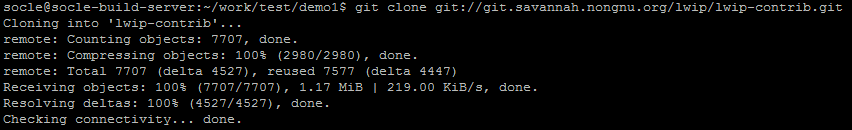 socle@socle-build-server:~/work/test/demo1$ git clone git://git.savannah.nongnu.org/lwip/lwip-contrib.git
Cloning into 'lwip-contrib'...
remote: Counting objects: 7707, done.
remote: Compressing objects: 100% (2980/2980), done.
remote: Total 7707 (delta 4527), reused 7577 (delta 4447)
Receiving objects: 100% (7707/7707), 1.17 MiB | 219.00 KiB/s, done.
Resolving deltas: 100% (4527/4527), done.
Checking connectivity... done.